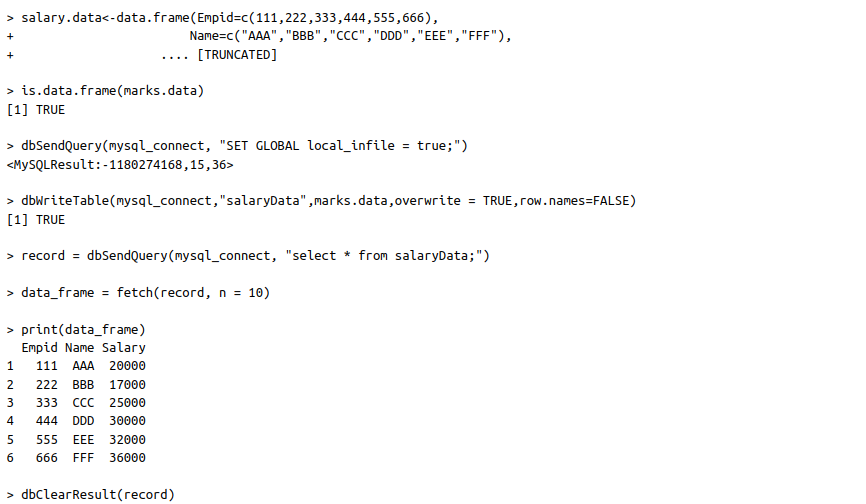 > salary.data<-data.frame(Empid=c(111,222,333,444,555,666),
+                        Name=c("AAA","BBB","CCC","DDD","EEE","FFF"),
+                    .... [TRUNCATED]
> is.data.frame(marks.data)
[1] TRUE
> dbSendQuery(mysql_connect, "SET GLOBAL local_infile = true;")
<MySQLResult:-1180274168,15,36>
> dbWriteTable(mysql_connect,"salaryData",marks.data,overwrite = TRUE,row.names=FALSE)
[1] TRUE
> record = dbSendQuery(mysql_connect, "select * from salaryData;")
> data_frame = fetch(record, n = 10)
> print(data_frame)
  Empid Name Salary
1   111  AAA  20000
2   222  BBB  17000
3   333  CCC  25000
4   444  DDD  30000
5   555  EEE  32000
6   666  FFF  36000
> dbClearResult(record)